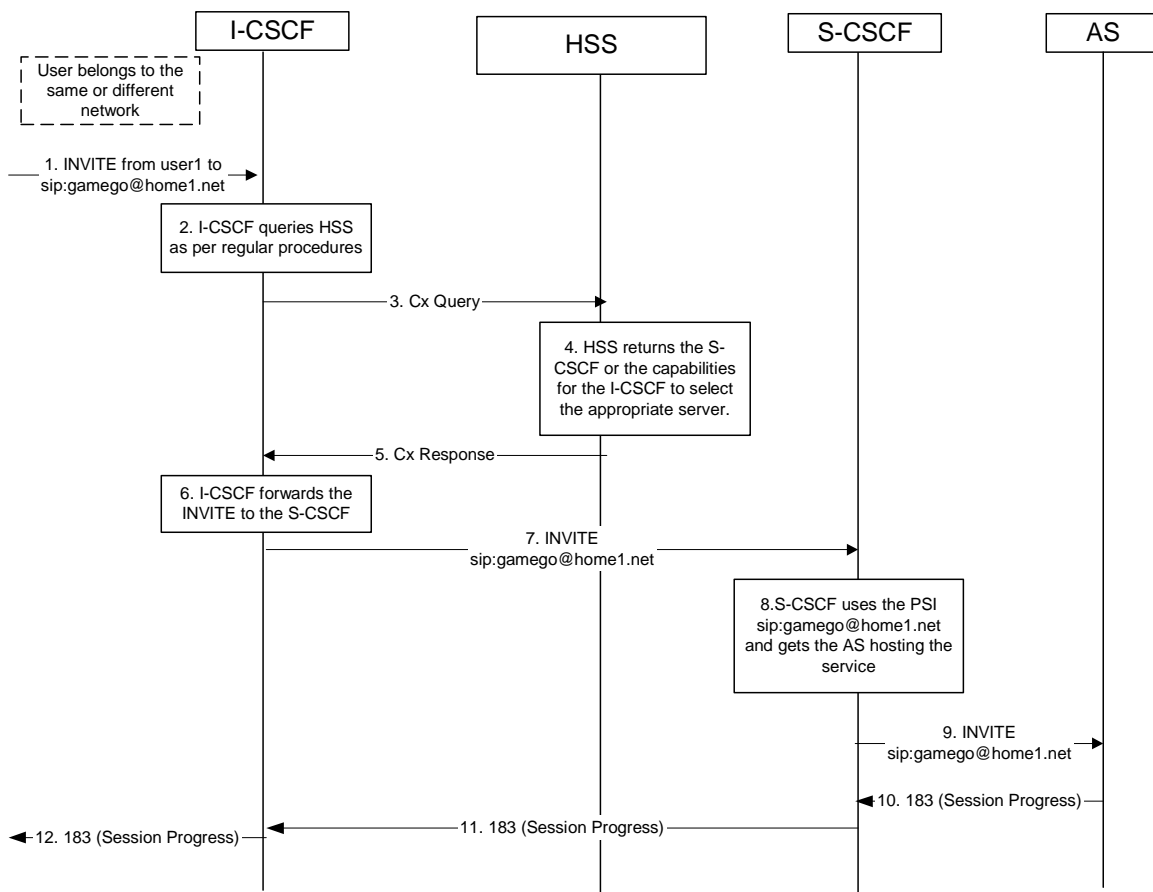 I-CSCF
HSS
S-CSCF
AS
User belongs to the
same or different
network
1. INVITE from user1 to
sip:gamego@home1.net
2. I-CSCF queries HSS
as per regular procedures
3. Cx Query
4. HSS returns the S-
CSCF or the capabilities
for the I-CSCF to select
the appropriate server.
5. Cx Response
6. I-CSCF forwards the
INVITE to the S-CSCF
7. INVITE
sip:gamego@home1.net
8.S-CSCF uses the PSI
sip:gamego@home1.net
and gets the AS hosting the
service
9. INVITE
sip:gamego@home1.net
10. 183 (Session Progress)
11. 183 (Session Progress)
12. 183 (Session Progress)